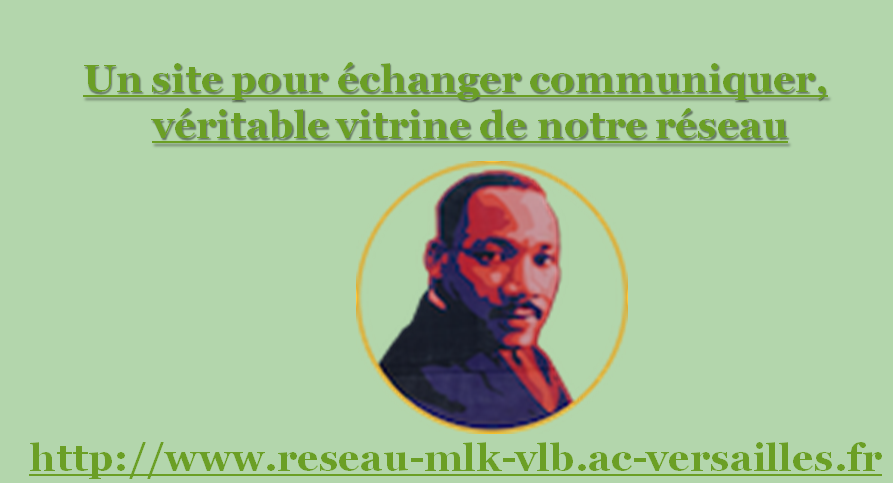 Un site pour échanger communiquer,
véritable vitrine de notre réseau
http://www.reseau-mlk-vlb.ac-versailles.fr